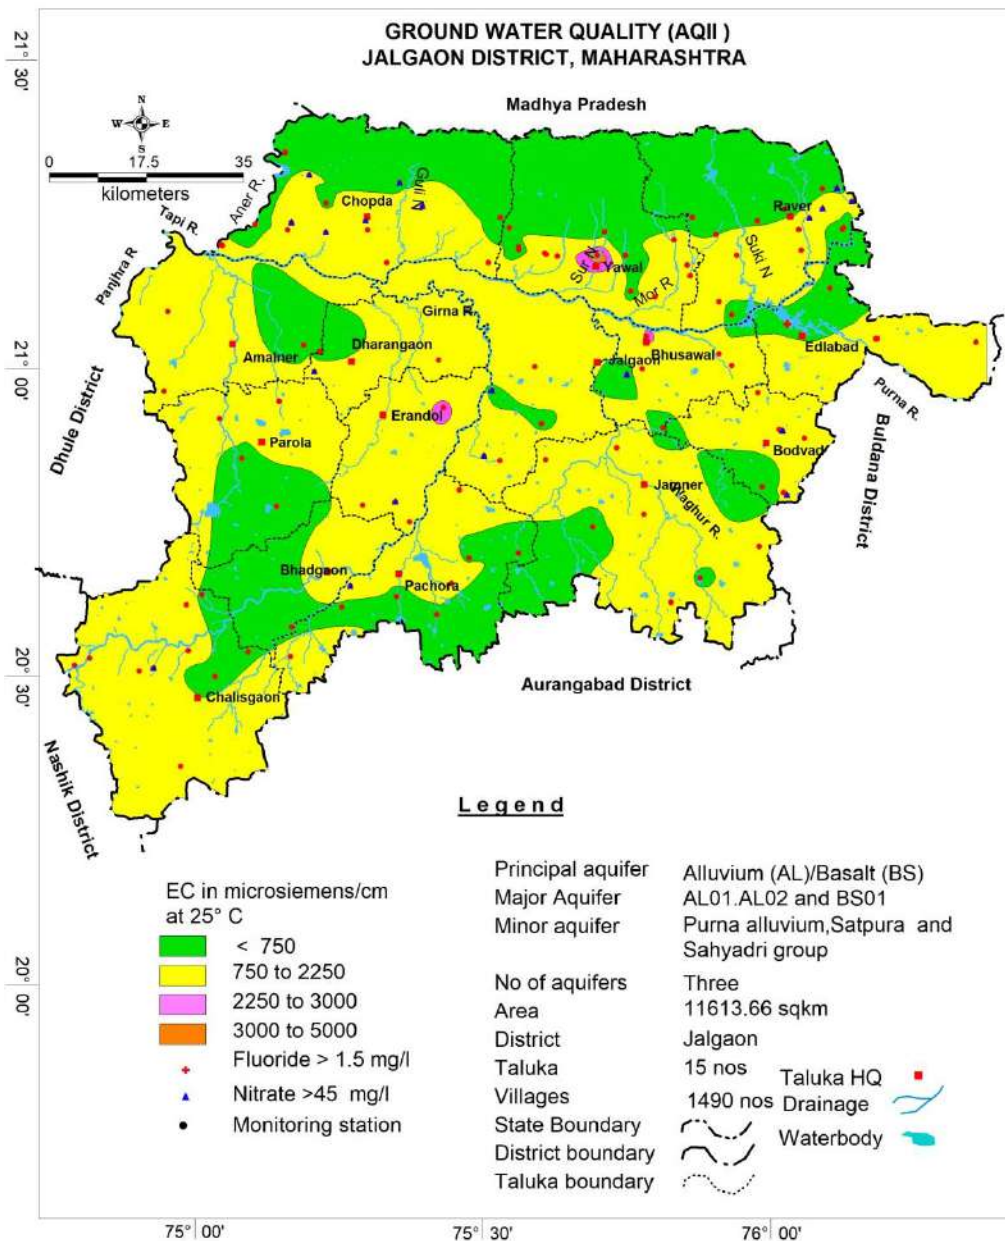 GROUND WATER QUALITY (AQII )
JALGAON DISTRICT, MAHARASHTRA
21° 30'
Madhya Pradesh
N
W E
S
0 17.5 35
kilometers
Aner R.
Tapi R.
Panjhra R
Chopda
Guli N
Raver
Suki N
Sur N
Yawal
Mor R
Girna R.
Amalner
Dharangaon
Jalgaon
Bhusawal
Edlabad
Purna R.
21° 00'
Dhule District
Erandol
Parola
Bodvad
Buldana District
Jamner
Waghur R.
Bhadgaon
Pachora
20° 30'
Chalisgaon
Aurangabad District
Nashik District
Legend
EC in microsiemens/cm
at 25° C
< 750
750 to 2250
2250 to 3000
3000 to 5000
Fluoride > 1.5 mg/l
Nitrate >45 mg/l
Monitoring station
Principal aquifer Alluvium (AL)/Basalt (BS)
Major Aquifer AL01.AL02 and BS01
Minor aquifer Purna alluvium,Satpura and
Sahyadri group
No of aquifers Three
Area 11613.66 sqkm
District Jalgaon
Taluka 15 nos
Villages 1490 nos
State Boundary
District boundary
Taluka boundary
Taluka HQ
Drainage
Waterbody
20° 00'
75° 00' 75° 30' 76° 00'